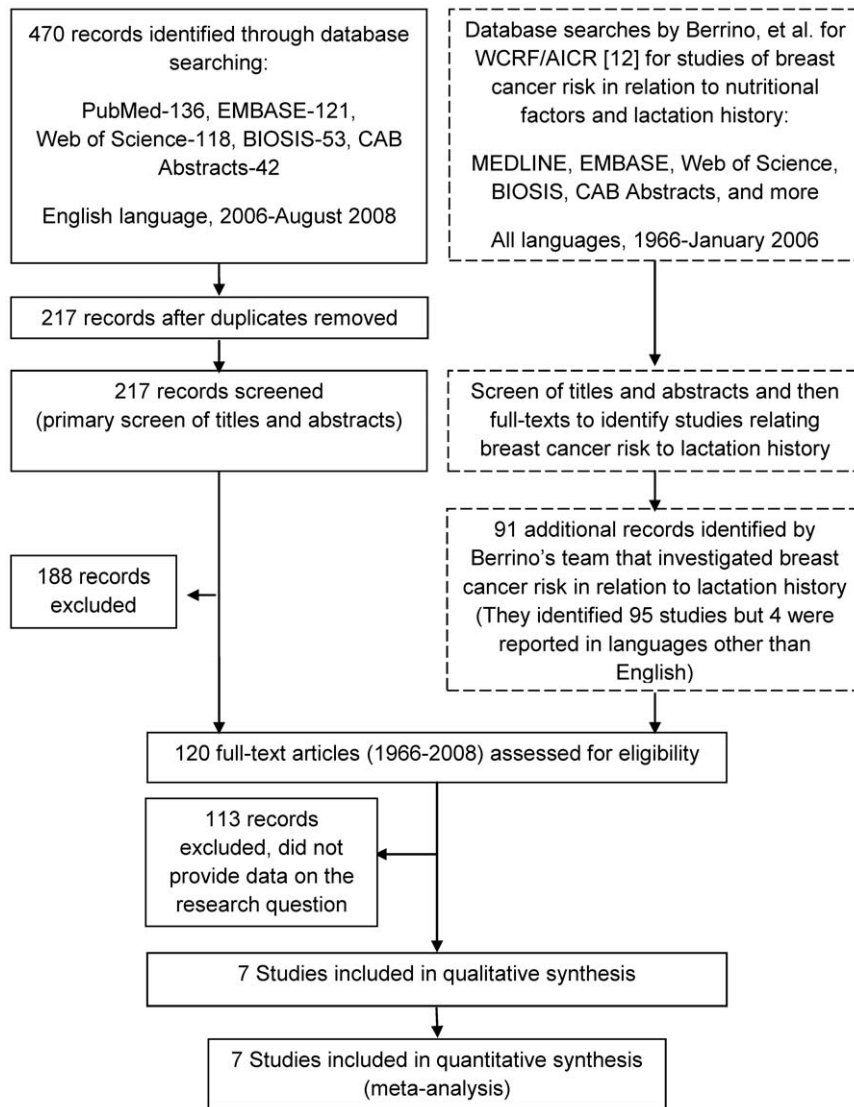 470 records identified through database
searching:
PubMed-136, EMBASE-121,
Web of Science-118, BIOSIS-53, CAB
Abstracts-42
English language, 2006-August 2008
Database searches by Berrino, et al. for
WCRF/AICR [12] for studies of breast
cancer risk in relation to nutritional
factors and lactation history:
MEDLINE, EMBASE, Web of Science,
BIOSIS, CAB Abstracts, and more
All languages, 1966-January 2006
217 records after duplicates removed
217 records screened
(primary screen of titles and abstracts)
Screen of titles and abstracts and then
full-texts to identify studies relating
breast cancer risk to lactation history
188 records
excluded
91 additional records identified by
Berrino’s team that investigated breast
cancer risk in relation to lactation history
(They identified 95 studies but 4 were
reported in languages other than
English)
120 full-text articles (1966-2008) assessed for eligibility
113 records
excluded, did not
provide data on the
research question
7 Studies included in qualitative synthesis
7 Studies included in quantitative synthesis
(meta-analysis)